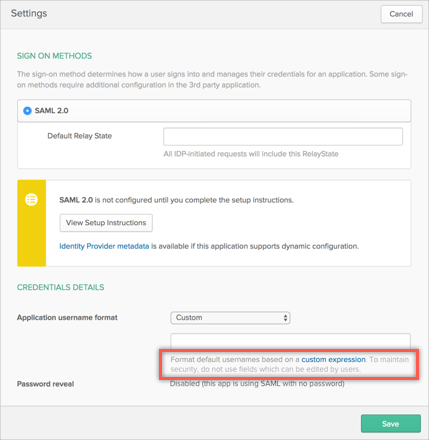 Settings
Cancel
SIGN ON METHODS
The sign-on method determines how a user signs into and manages their credentials for an application. Some sign-
on methods require additional configuration in the 3rd party application.
SAML 2.0
Default Relay State
All IDP-initiated requests will include this RelayState
SAML 2.0 is not configured until you complete the setup instructions.
View Setup Instructions
Identity Provider metadata is available if this application supports dynamic configuration.
CREDENTIALS DETAILS
Application username format
Custom
Format default usernames based on a custom expression. To maintain
security, do not use fields which can be edited by users.
Password reveal
Disabled (this app is using SAML with no password)
Save